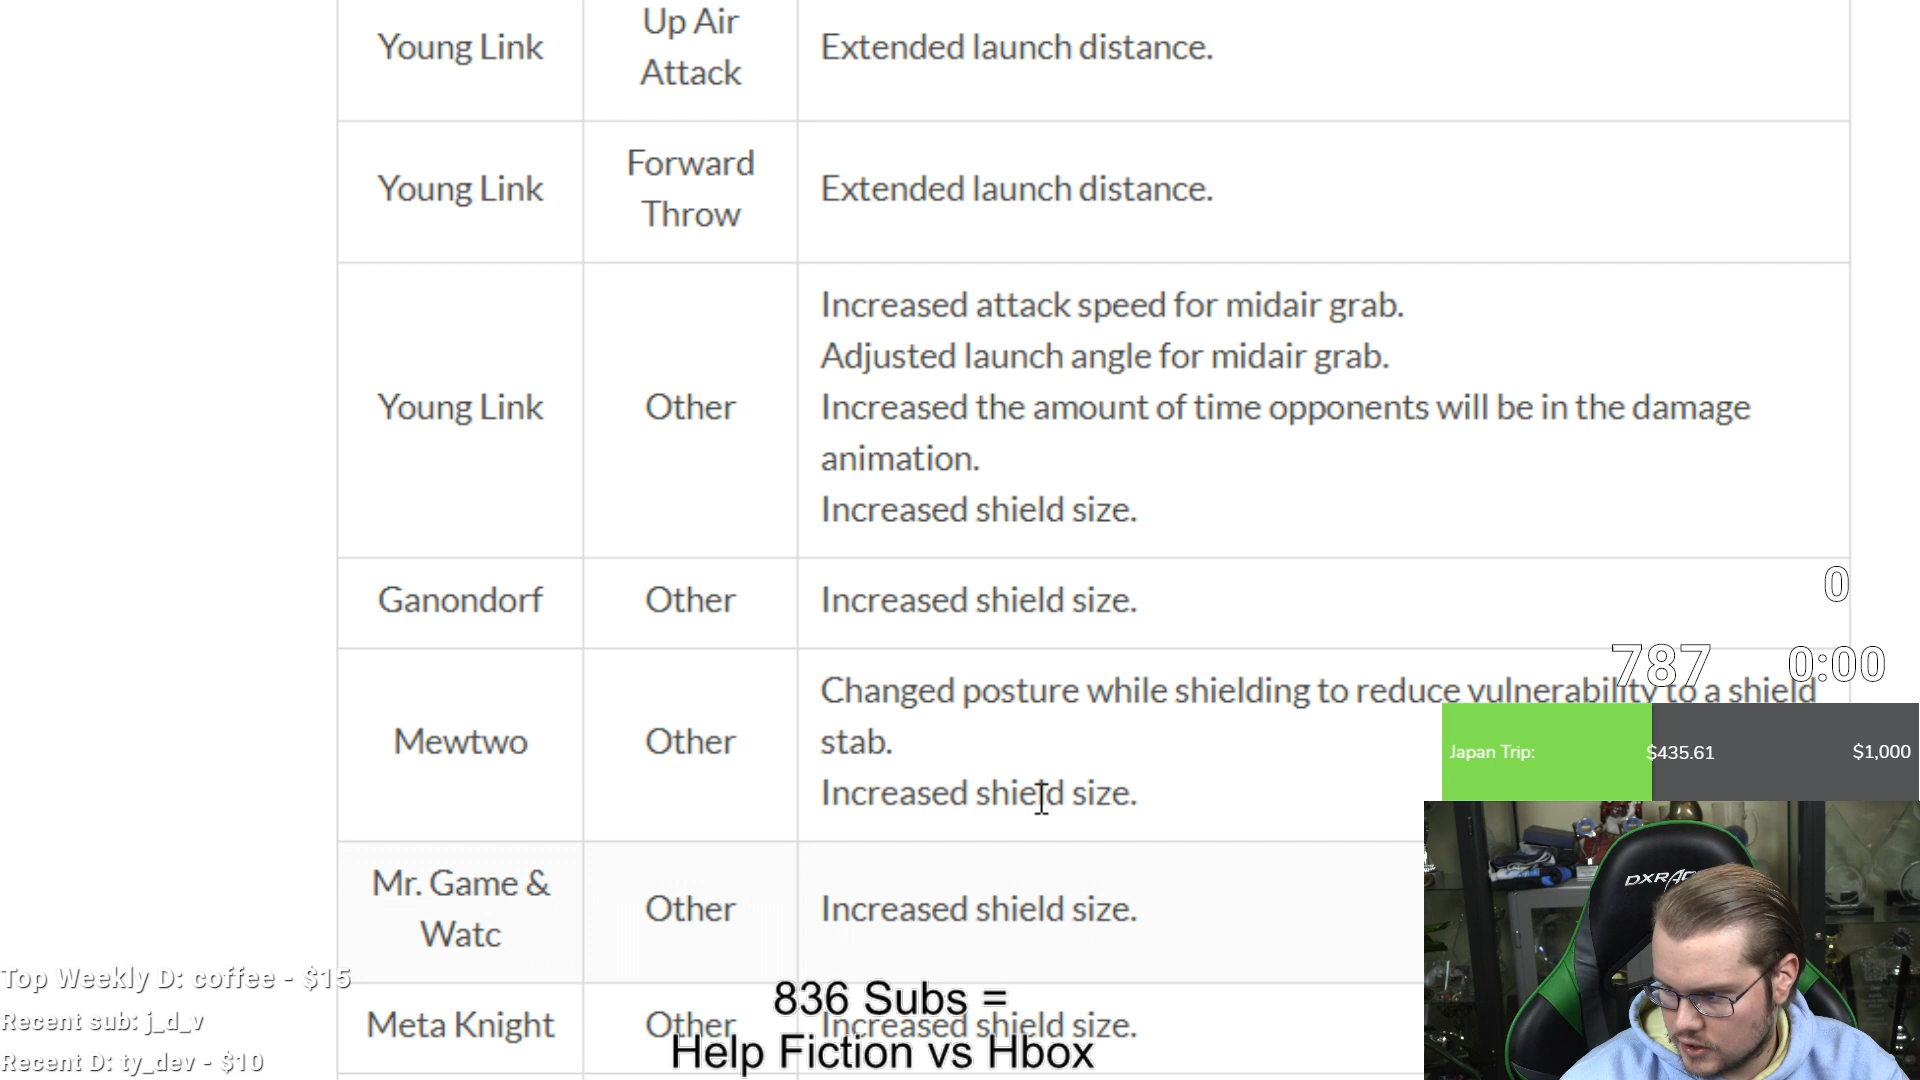 Young Link
Up Air
Attack
Extended launch distance.
Young Link
Forward
Throw
Extended launch distance.
Young Link
Other
Increased attack speed for midair grab.
Adjusted launch angle for midair grab.
Increased the amount of time opponents will be in the damage
animation.
Increased shield size.
Ganondorf
Other
Increased shield size.
0
787
0:00
Mewtwo
Other
Changed posture while shielding to reduce vulnerability to a shield
stab.
Increased shield size.
Japan Trip:
$435.61
$1,000
Mr. Game &
Watc
Other
Increased shield size.
Meta Knight
Other
Increased shield size.
Top Weekly D: coffee - $15
Recent sub: j_d_v
Recent D: ty_dev - $10
836 Subs =
Help Fiction vs Hbox